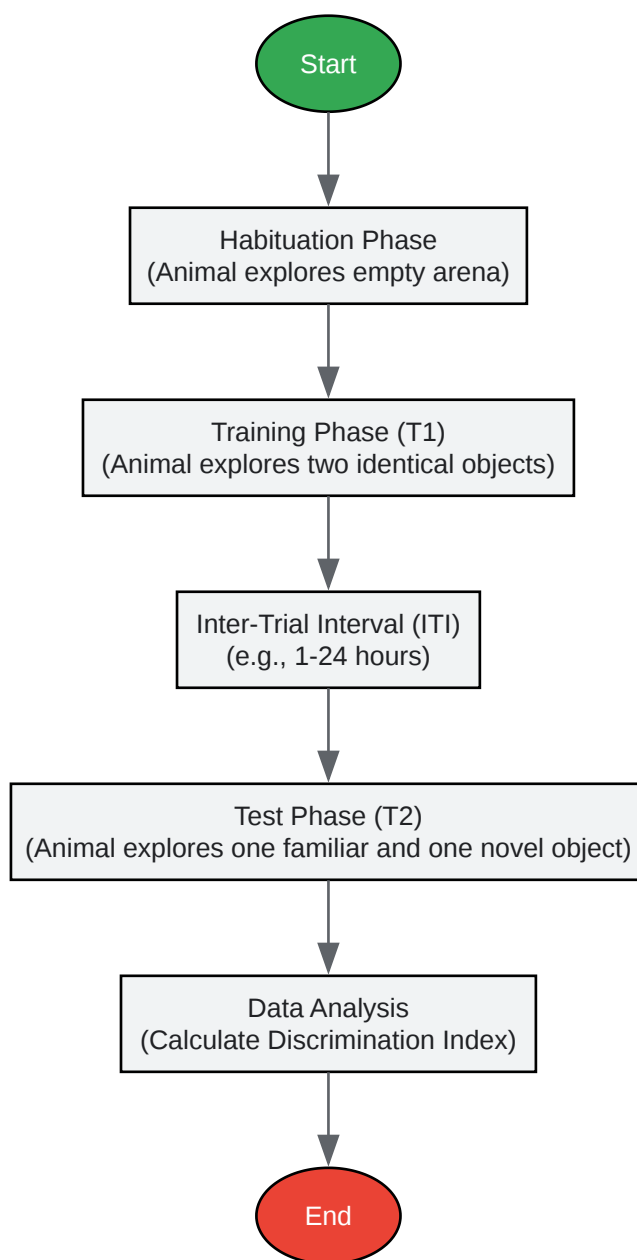 Start
Habituation Phase
(Animal explores empty arena)
Training Phase (T1)
(Animal explores two identical objects)
Inter-Trial Interval (ITI)
(e.g., 1-24 hours)
Test Phase (T2)
(Animal explores one familiar and one novel object)
Data Analysis
(Calculate Discrimination Index)
End